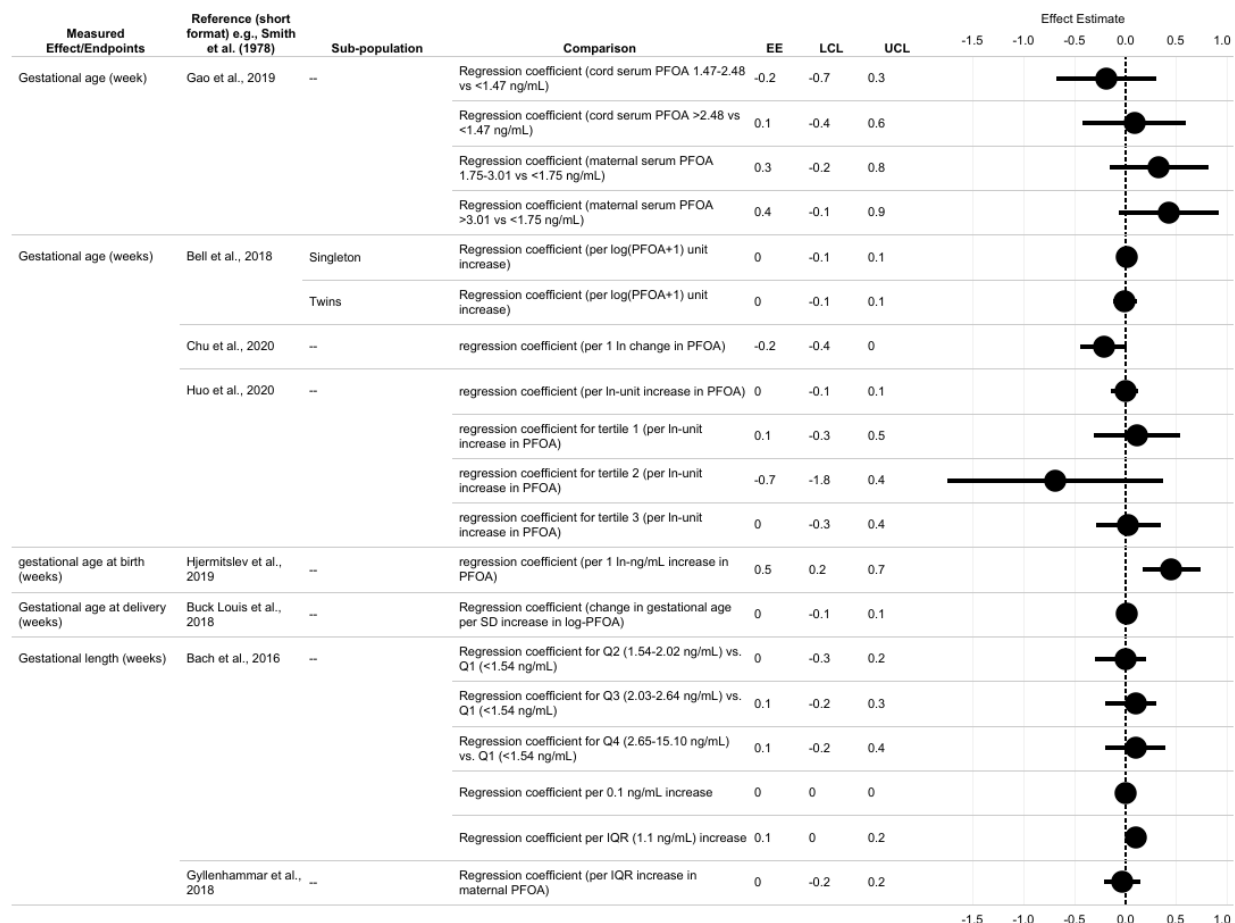 Effect Estimate
Measured Effect/Endpoints
Reference (short format) e.g., Smith et al. (1978)
Sub-population
Comparison
EE LCL UCL
-1.5 -1.0 -0.5 0.0 0.5 1.0
Gestational age (week)
Gao et al., 2019
--
Regression coefficient (cord serum PFOA 1.47-2.48
vs <1.47 ng/mL)
-0.2 -0.7 0.3
Regression coefficient (cord serum PFOA >2.48 vs
<1.47 ng/mL)
0.1 -0.4 0.6
Regression coefficient (maternal serum PFOA
1.75-3.01 vs <1.75 ng/mL)
0.3 -0.2 0.8
Regression coefficient (maternal serum PFOA
>3.01 vs <1.75 ng/mL)
0.4 -0.1 0.9
Gestational age (weeks)
Bell et al., 2018
Singleton
Regression coefficient (per log(PFOA+1) unit
increase)
0 -0.1 0.1
Twins
Regression coefficient (per log(PFOA+1) unit
increase)
0 -0.1 0.1
Chu et al., 2020
--
regression coefficient (per 1 ln change in PFOA)
-0.2 -0.4 0
Huo et al., 2020
--
regression coefficient (per ln-unit increase in PFOA)
0 -0.1 0.1
regression coefficient for tertile 1 (per ln-unit
increase in PFOA)
0.1 -0.3 0.5
regression coefficient for tertile 2 (per ln-unit
increase in PFOA)
-0.7 -1.8 0.4
regression coefficient for tertile 3 (per ln-unit
increase in PFOA)
0 -0.3 0.4
gestational age at birth
(weeks)
Hjermitslev et al.,
2019
--
regression coefficient (per 1 ln-ng/mL increase in
PFOA)
0.5 0.2 0.7
Gestational age at delivery
(weeks)
Buck Louis et al.,
2018
--
Regression coefficient (change in gestational age
per SD increase in log-PFOA)
0 -0.1 0.1
Gestational length (weeks)
Bach et al., 2016
--
Regression coefficient for Q2 (1.54-2.02 ng/mL) vs.
Q1 (<1.54 ng/mL)
0 -0.3 0.2
Regression coefficient for Q3 (2.03-2.64 ng/mL) vs.
Q1 (<1.54 ng/mL)
0.1 -0.2 0.3
Regression coefficient for Q4 (2.65-15.10 ng/mL)
vs. Q1 (<1.54 ng/mL)
0.1 -0.2 0.4
Regression coefficient per 0.1 ng/mL increase
0 0 0
Regression coefficient per IQR (1.1 ng/mL) increase
0.1 0 0.2
Gyllenhammar et al.,
2018
--
Regression coefficient (per IQR increase in
maternal PFOA)
0 -0.2 0.2
-1.5 -1.0 -0.5 0.0 0.5 1.0